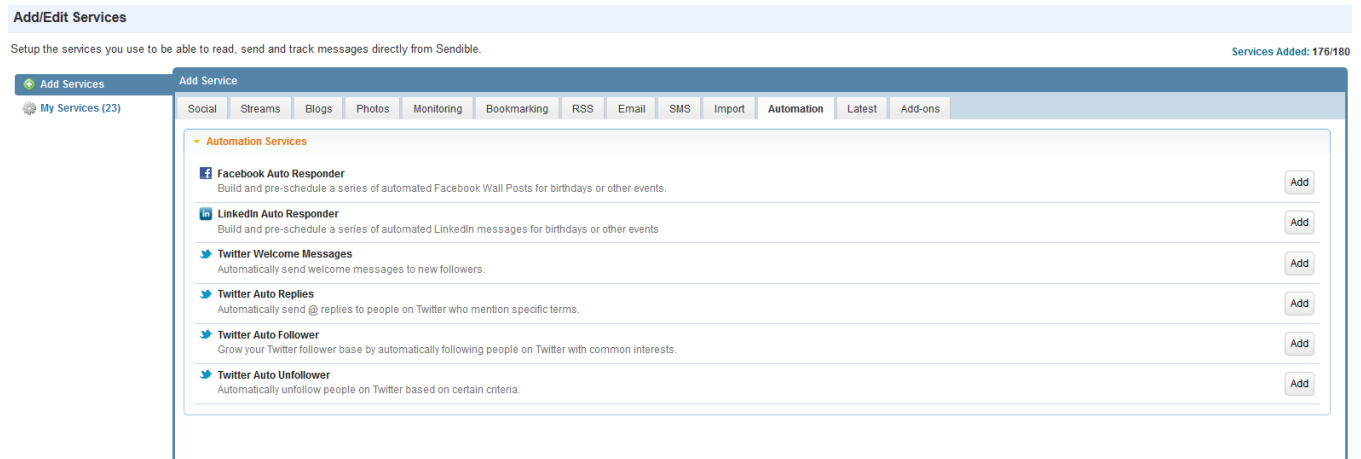 Add/Edit Services
Setup the services you use to be able to read, send and track messages directly from Sendible.
Services Added: 176/180
Add Services
My Services (23)
Add Service
Social Streams Blogs Photos Monitoring Bookmarking RSS Email SMS Import Automation Latest Add-ons
Automation Services
Facebook Auto Responder
Build and pre-schedule a series of automated Facebook Wall Posts for birthdays or other events.
Add
LinkedIn Auto Responder
Build and pre-schedule a series of automated LinkedIn messages for birthdays or other events
Add
Twitter Welcome Messages
Automatically send welcome messages to new followers.
Add
Twitter Auto Replies
Automatically send @ replies to people on Twitter who mention specific terms.
Add
Twitter Auto Follower
Grow your Twitter follower base by automatically following people on Twitter with common interests.
Add
Twitter Auto Unfollower
Automatically unfollow people on Twitter based on certain criteria.
Add